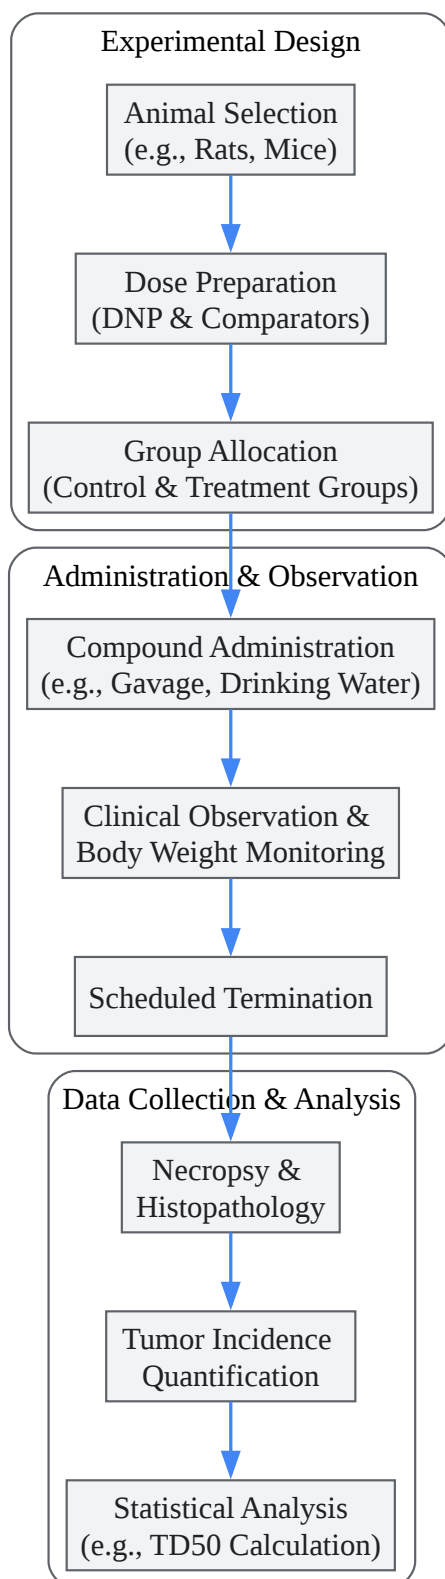 Experimental Design
Animal Selection
(e.g., Rats, Mice)
Dose Preparation
(DNP & Comparators)
Group Allocation
(Control & Treatment Groups)
Administration & Observation
Compound Administration
(e.g., Gavage, Drinking Water)
Clinical Observation &
Body Weight Monitoring
Scheduled Termination
Data Collection & Analysis
Necropsy &
Histopathology
Tumor Incidence
Quantification
Statistical Analysis
(e.g., TD50 Calculation)